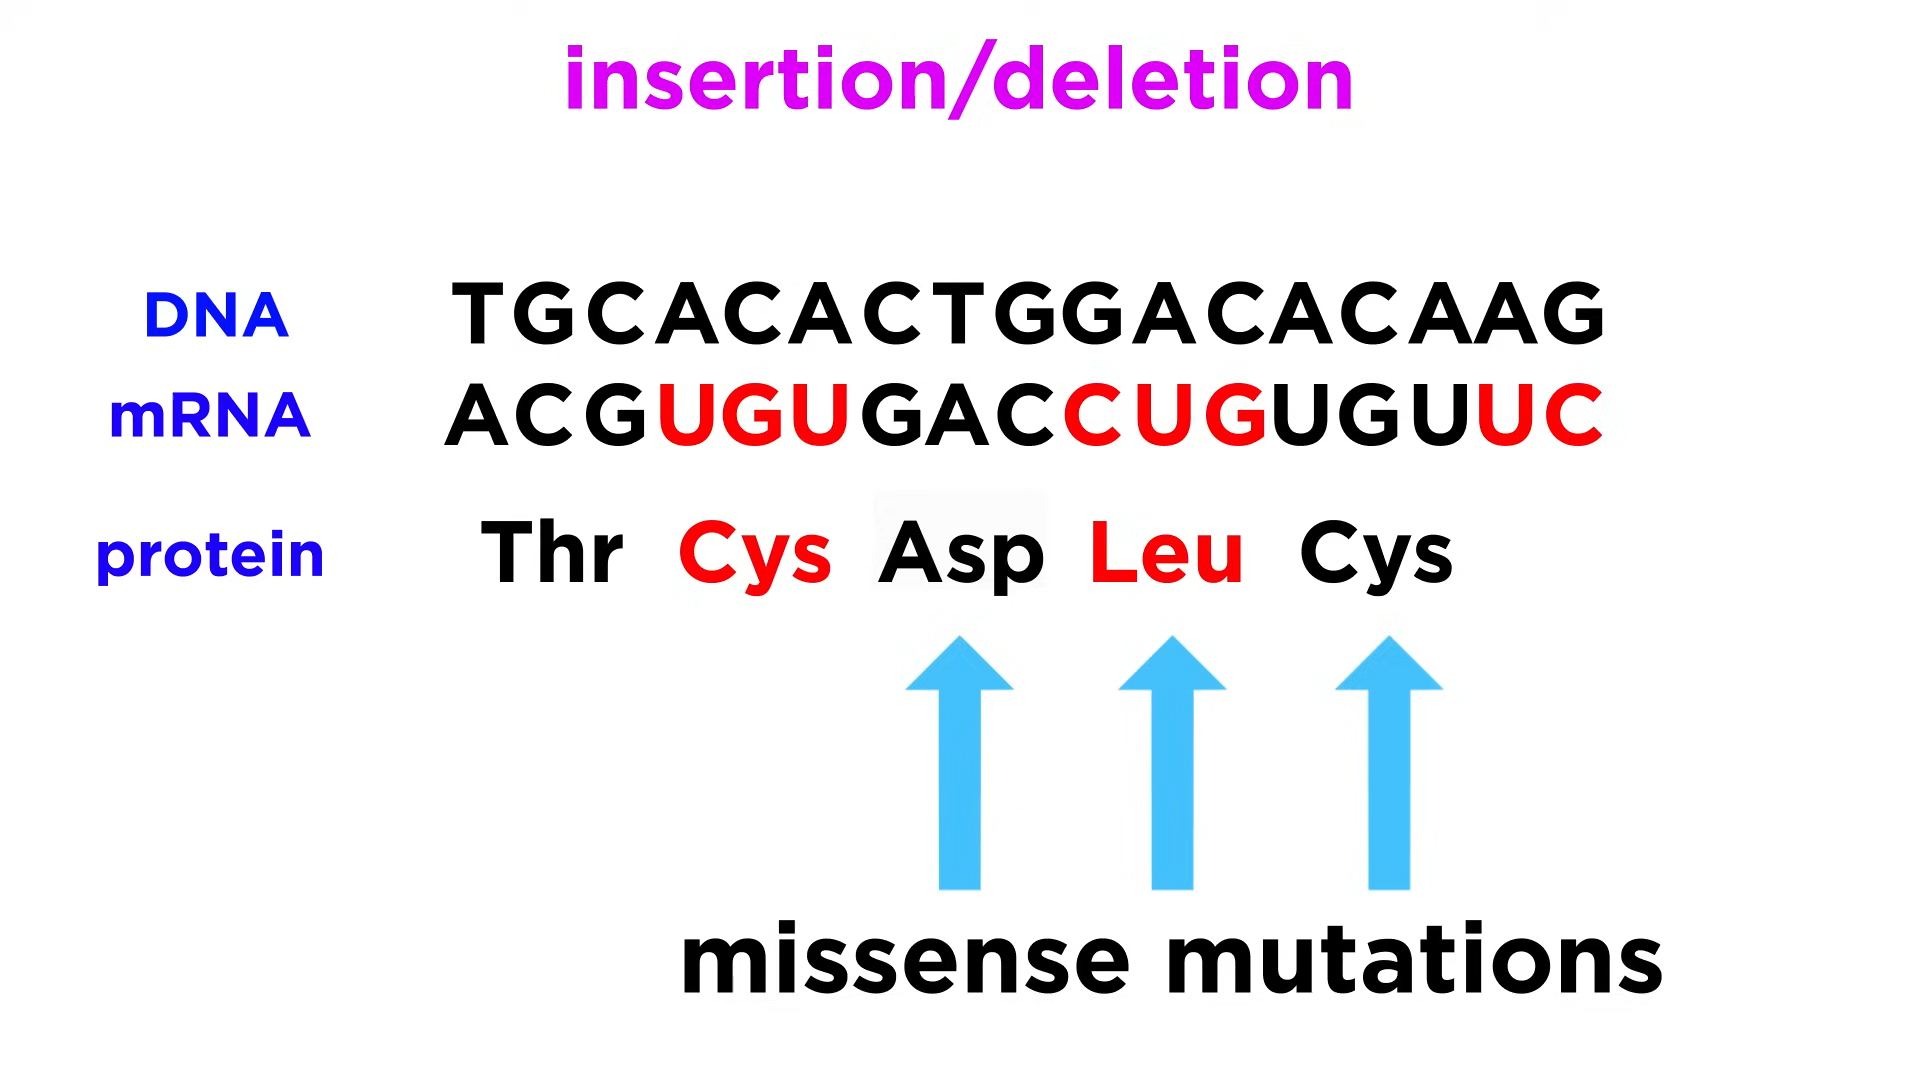 insertion/deletion
DNA TGCACACTGGACACAAG
mRNA ACGUGUGACCUGUGUUC
protein Thr Cys Asp Leu Cys
missense mutations